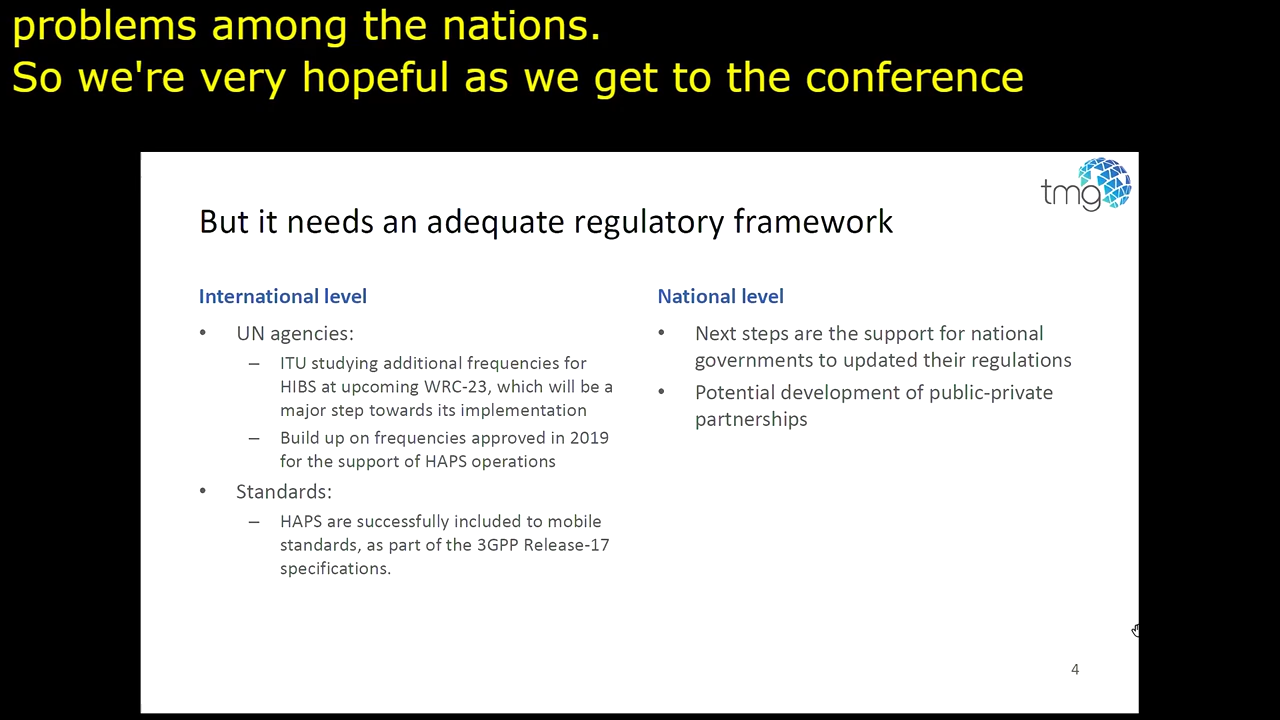 problems among the nations.
So we're very hopeful as we get to the conference
tmg
But it needs an adequate regulatory framework
International level
• UN agencies:
– ITU studying additional frequencies for
HIBS at upcoming WRC-23, which will be a
major step towards its implementation
– Build up on frequencies approved in 2019
for the support of HAPS operations
• Standards:
– HAPS are successfully included to mobile
standards, as part of the 3GPP Release-17
specifications.
National level
• Next steps are the support for national
governments to updated their regulations
• Potential development of public-private
partnerships
4